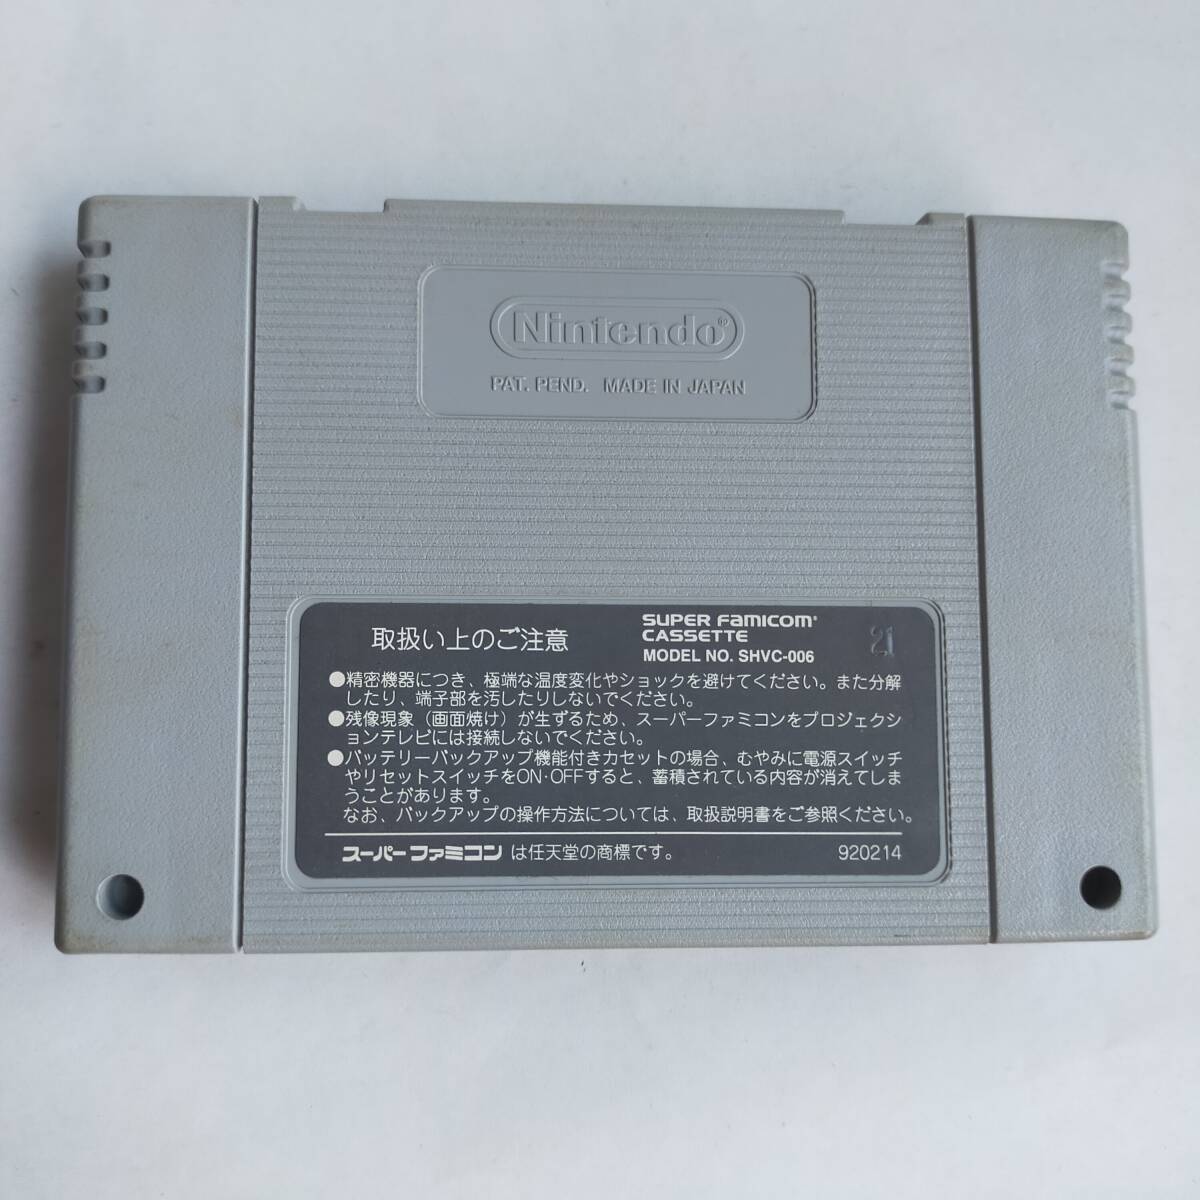 Nintendo®
PAT. PEND. MADE IN JAPAN
取扱い上のご注意
SUPER FAMICOM®
CASSETTE
MODEL NO. SHVC-006
21
●精密機器につき、極端な温度変化やショックを避けてください。また分解
したり、端子部を汚したりしないでください。
●残像現象（画面焼け）が生ずるため、スーパーファミコンをプロジェクシ
ョンテレビには接続しないでください。
●バッテリーバックアップ機能付きカセットの場合、むやみに電源スイッチ
やリセットスイッチをON・OFFすると、蓄積されている内容が消えてしま
うことがあります。
なお、バックアップの操作方法については、取扱説明書をご参照ください。
スーパーファミコン は任天堂の商標です。
920214